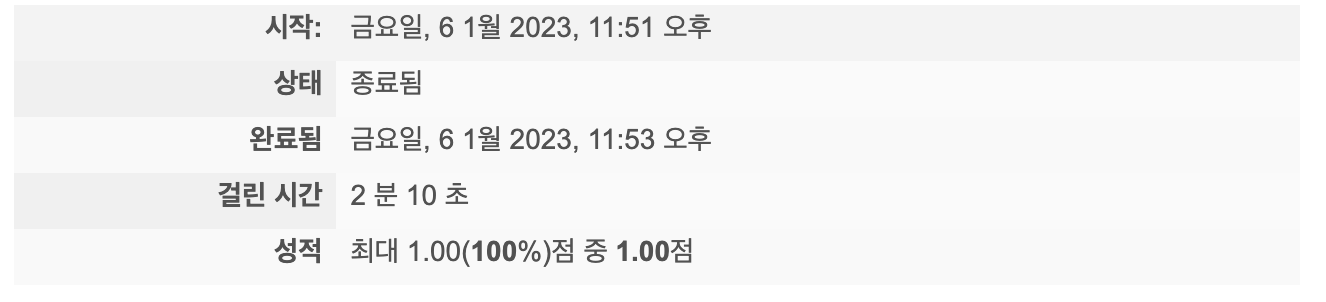 시작: 금요일, 6 1월 2023, 11:51 오후
상태 종료됨
완료됨 금요일, 6 1월 2023, 11:53 오후
걸린 시간 2 분 10 초
성적 최대 1.00(100%)점 중 1.00점